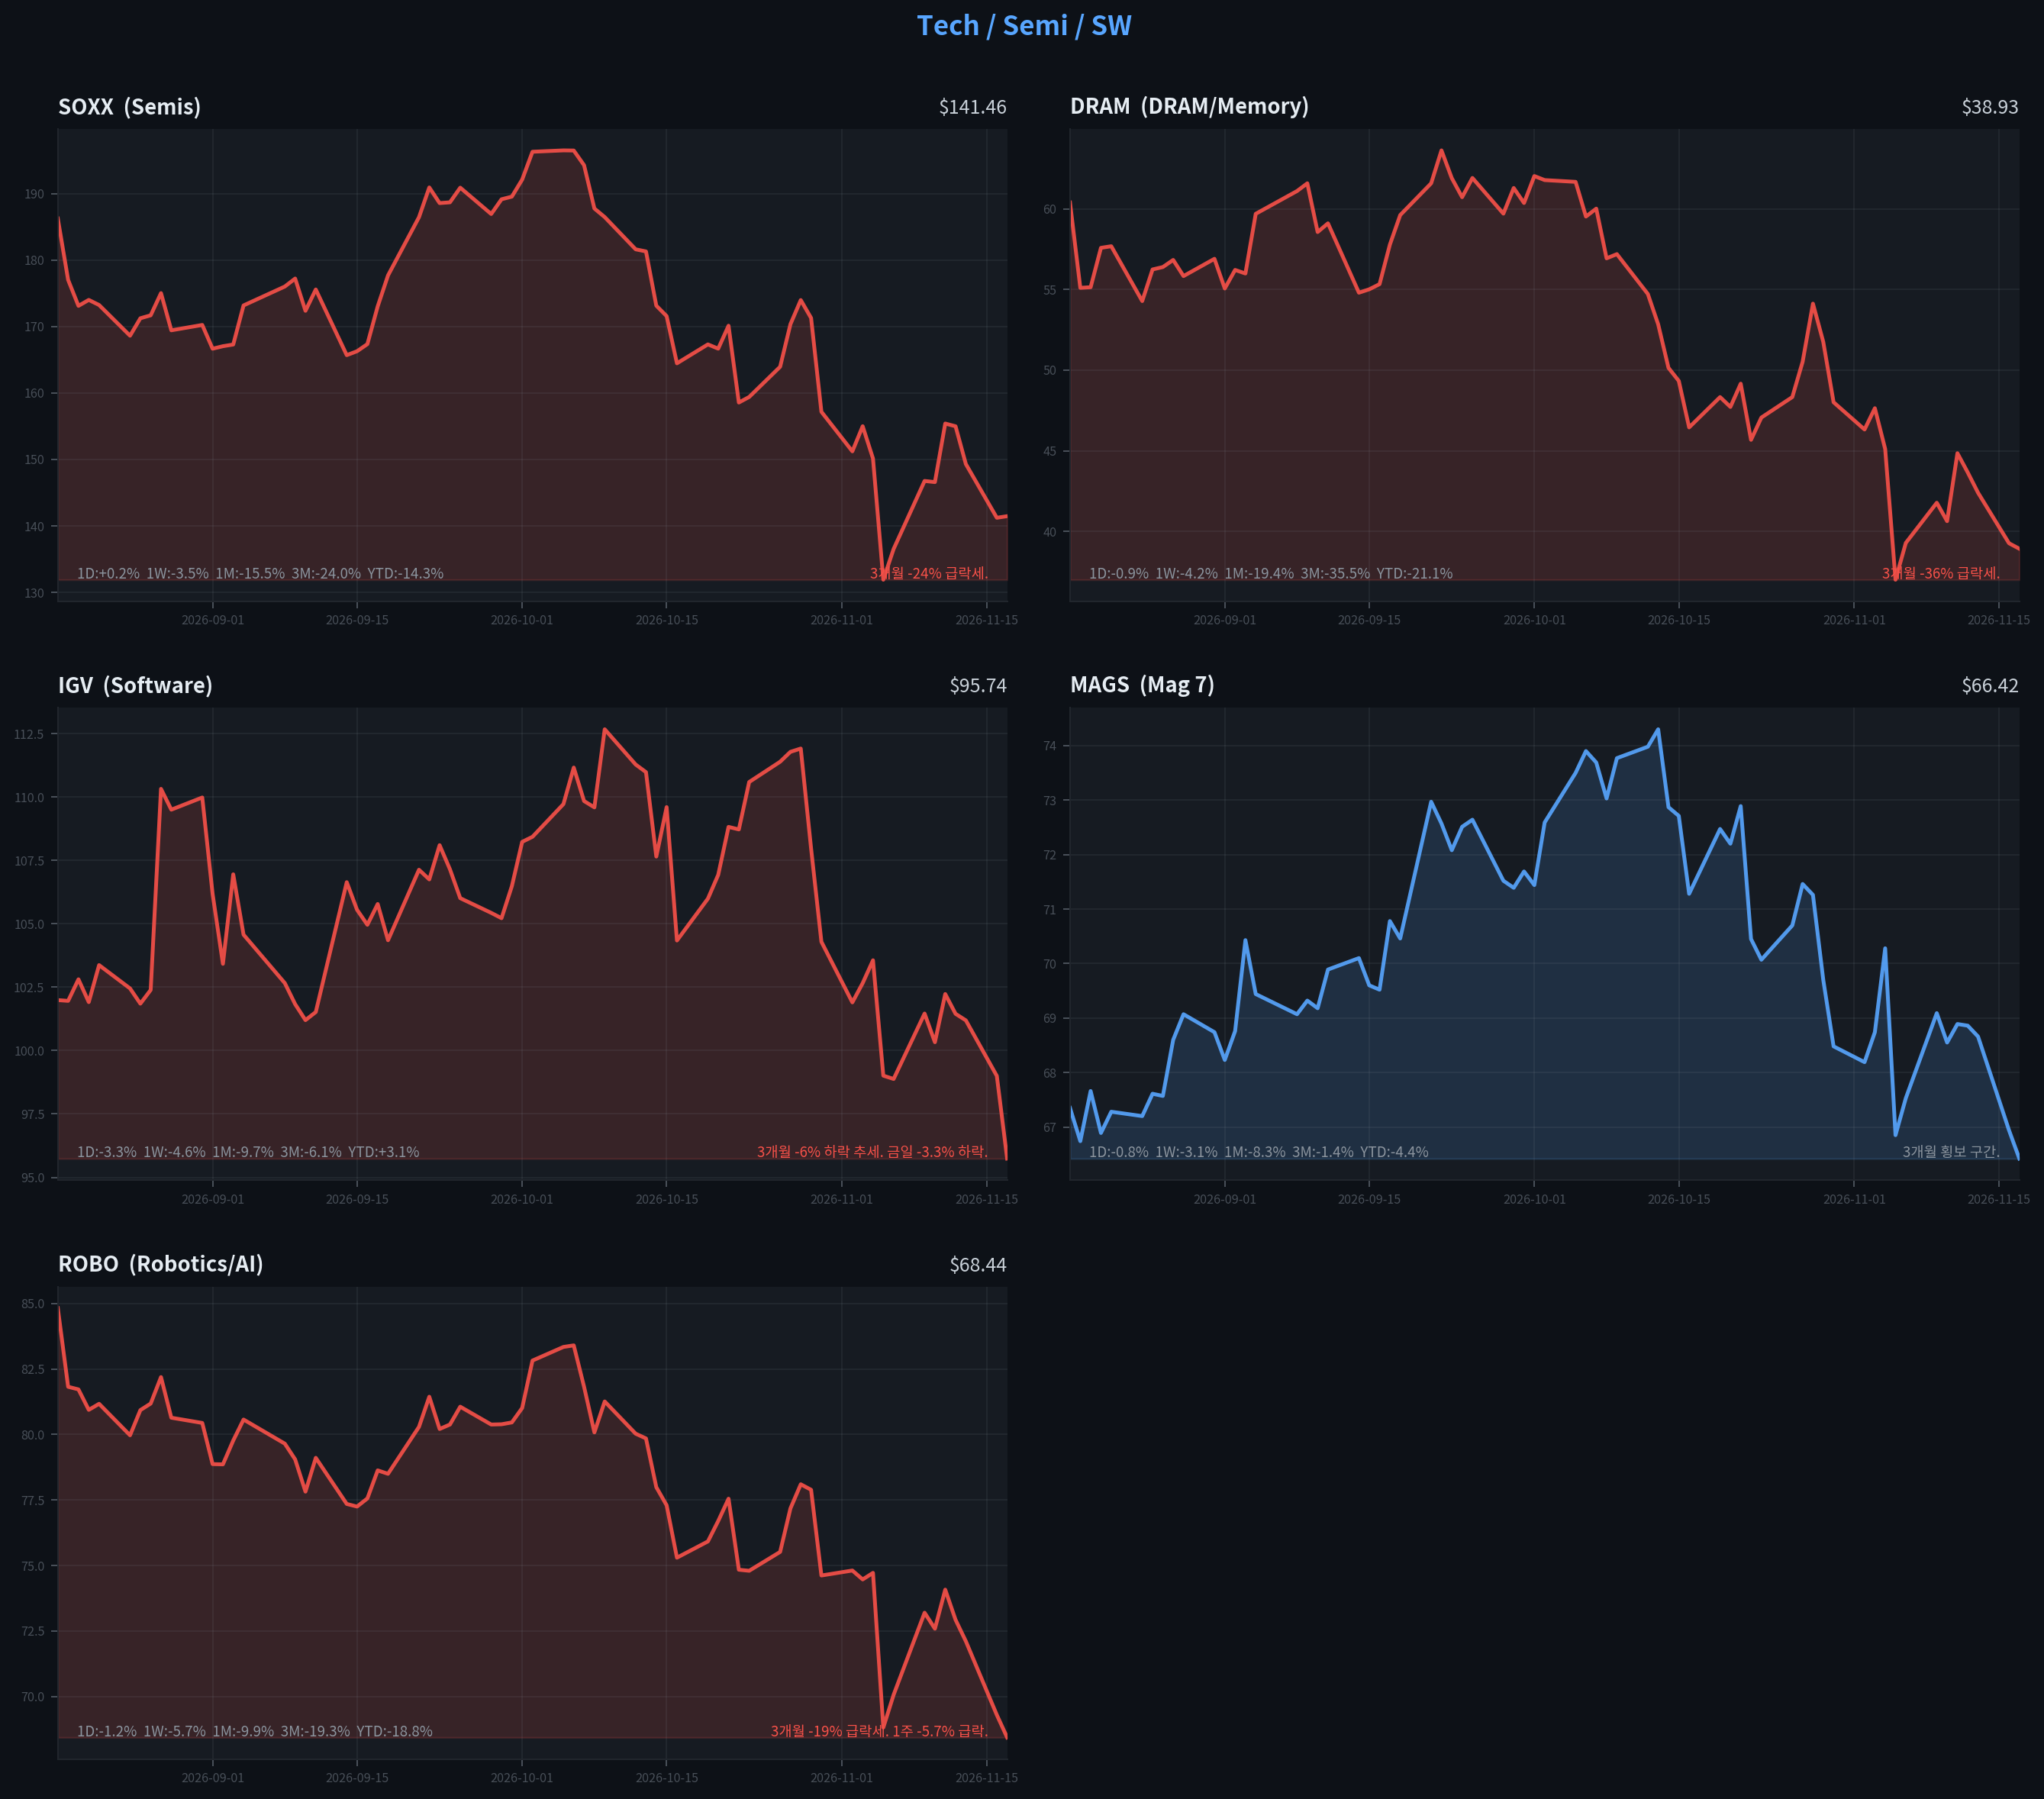 Tech / Semi / SW
SOXX (Semis) $141.46
190
180
170
160
150
140
130
1D:+0.2% 1W:-3.5% 1M:-15.5% 3M:-24.0% YTD:-14.3%
3개월 -24% 급락세.
2026-09-01 2026-09-15 2026-10-01 2026-10-15 2026-11-01 2026-11-15
DRAM (DRAM/Memory) $38.93
60
55
50
45
40
1D:-0.9% 1W:-4.2% 1M:-19.4% 3M:-35.5% YTD:-21.1%
3개월 -36% 급락세.
2026-09-01 2026-09-15 2026-10-01 2026-10-15 2026-11-01 2026-11-15
IGV (Software) $95.74
112.5
110.0
107.5
105.0
102.5
100.0
97.5
95.0
1D:-3.3% 1W:-4.6% 1M:-9.7% 3M:-6.1% YTD:+3.1%
3개월 -6% 하락 추세. 금일 -3.3% 하락.
2026-09-01 2026-09-15 2026-10-01 2026-10-15 2026-11-01 2026-11-15
MAGS (Mag 7) $66.42
74
73
72
71
70
69
68
67
1D:-0.8% 1W:-3.1% 1M:-8.3% 3M:-1.4% YTD:-4.4%
3개월 횡보 구간.
2026-09-01 2026-09-15 2026-10-01 2026-10-15 2026-11-01 2026-11-15
ROBO (Robotics/AI) $68.44
85.0
82.5
80.0
77.5
75.0
72.5
70.0
1D:-1.2% 1W:-5.7% 1M:-9.9% 3M:-19.3% YTD:-18.8%
3개월 -19% 급락세. 1주 -5.7% 급락.
2026-09-01 2026-09-15 2026-10-01 2026-10-15 2026-11-01 2026-11-15